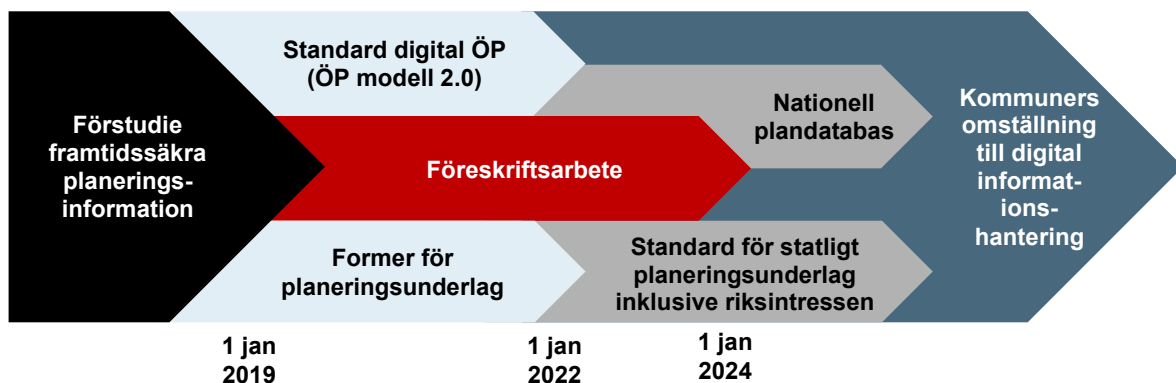 Förstudie
framtidssäkra
planerings-
information
Standard digital ÖP
(ÖP modell 2.0)
Föreskriftsarbete
Former för
planeringsunderlag
Nationell
plandatabas
Standard för statligt
planeringsunderlag
inklusive riksintressen
Kommuners
omställning
till digital
informat-
ions-
hantering
1 jan
2019
1 jan
2022
1 jan
2024